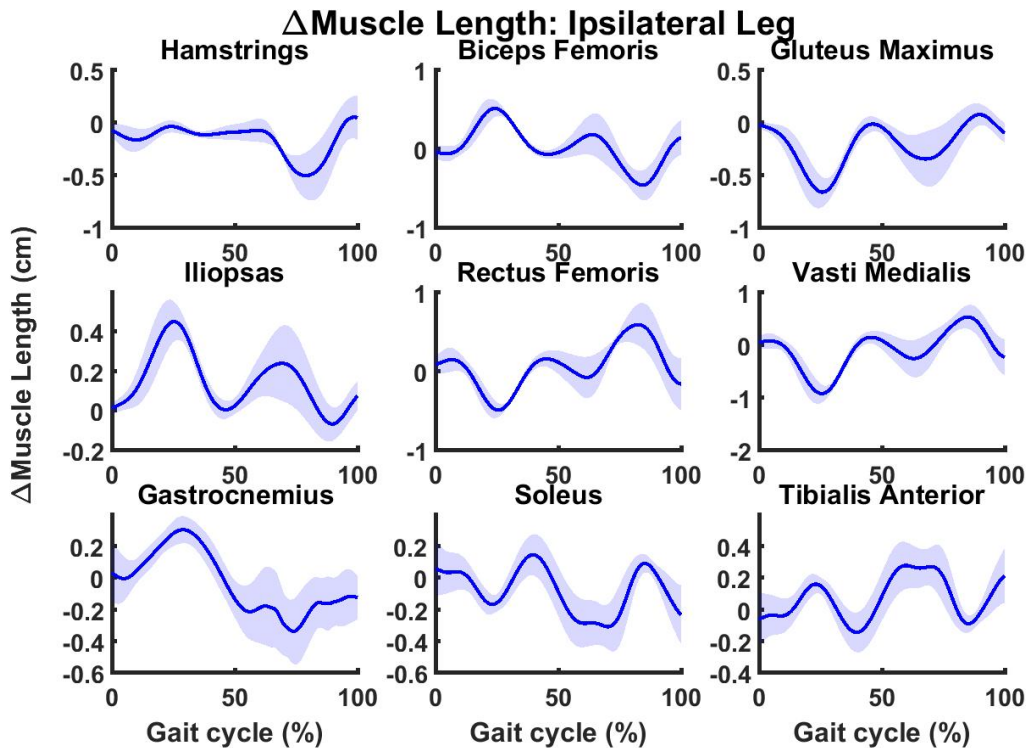 ΔMuscle Length: Ipsilateral Leg
Hamstrings Biceps Femoris Gluteus Maximus
0.5 1 0.5
0 0 0
-0.5 -0.5
-1 -1 -1
0 50 100 0 50 100 0 50 100
Iliopsas Rectus Femoris Vasti Medialis
ΔMuscle Length (cm)
0.4 1 1
0.2 0 0
0 -1
-0.2 -1 -2
0 50 100 0 50 100 0 50 100
Gastrocnemius Soleus Tibialis Anterior
0.2 0.2 0.4
0 0 0.2
-0.2 -0.2 0
-0.4 -0.4 -0.2
-0.6 -0.6 -0.4
0 50 100 0 50 100 0 50 100
Gait cycle (%) Gait cycle (%) Gait cycle (%)